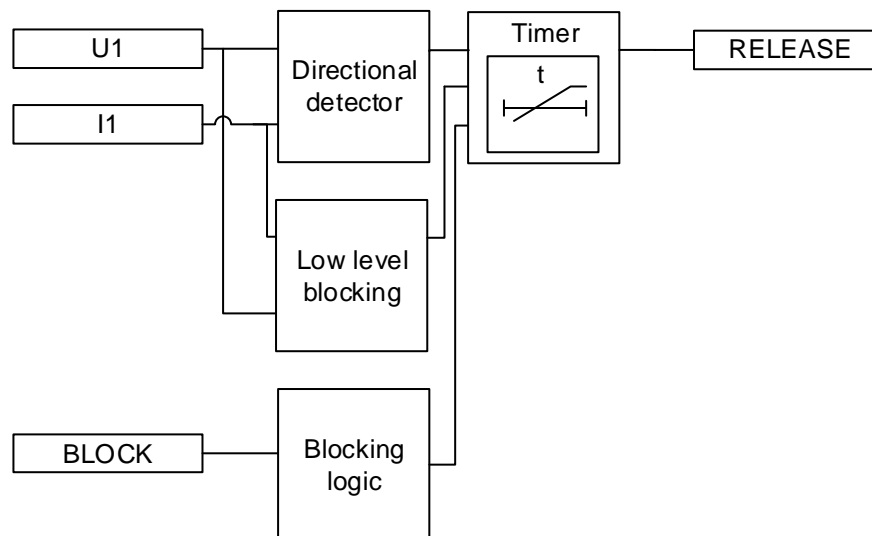 U1
I1
Directional
detector
Timer
t
RELEASE
Low level
blocking
BLOCK
Blocking
logic